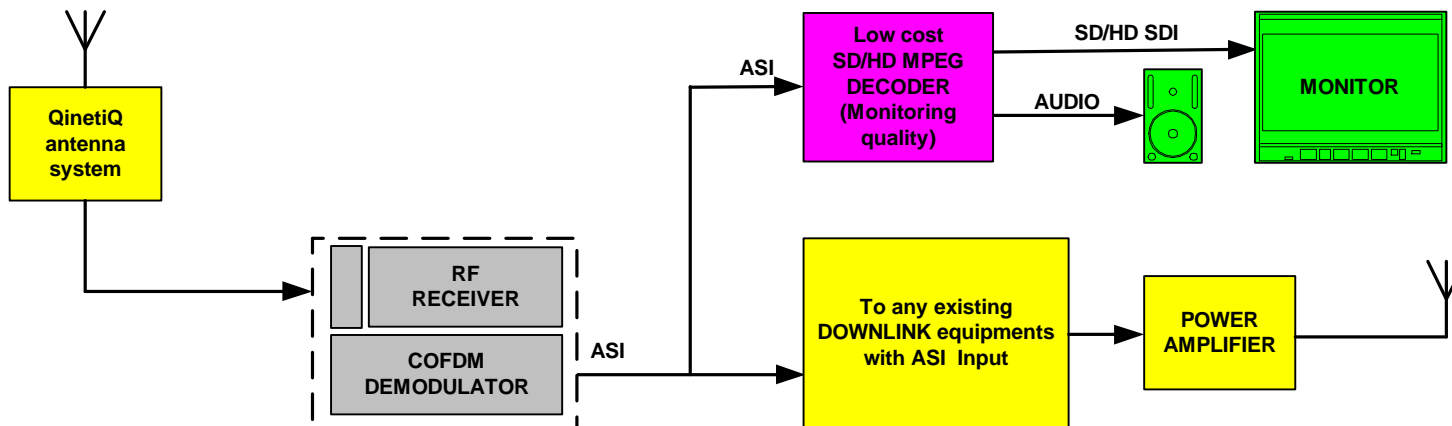 QinetiQ
antenna
system
RF
RECEIVER
COFDM
DEMODULATOR
ASI
ASI
Low cost
SD/HD MPEG
DECODER
(Monitoring
quality)
SD/HD SDI
AUDIO
MONITOR
To any existing
DOWNLINK equipments
with ASI Input
POWER
AMPLIFIER